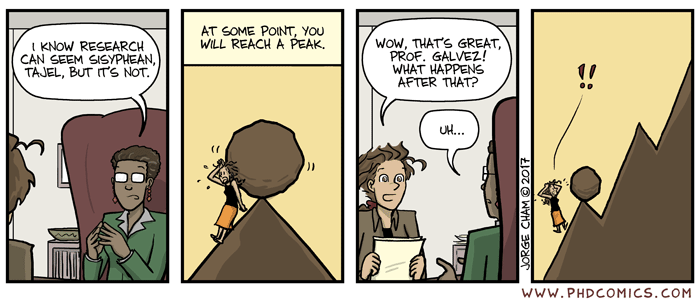 I KNOW RESEARCH
CAN SEEM SISYPHEAN,
TAJEL, BUT IT'S NOT.
AT SOME POINT, YOU
WILL REACH A PEAK.
WOW, THAT'S GREAT,
PROF. GALVEZ!
WHAT HAPPENS
AFTER THAT?
UH...
JORGE CHAM © 2017
!!
WWW.PHDCOMICS.COM